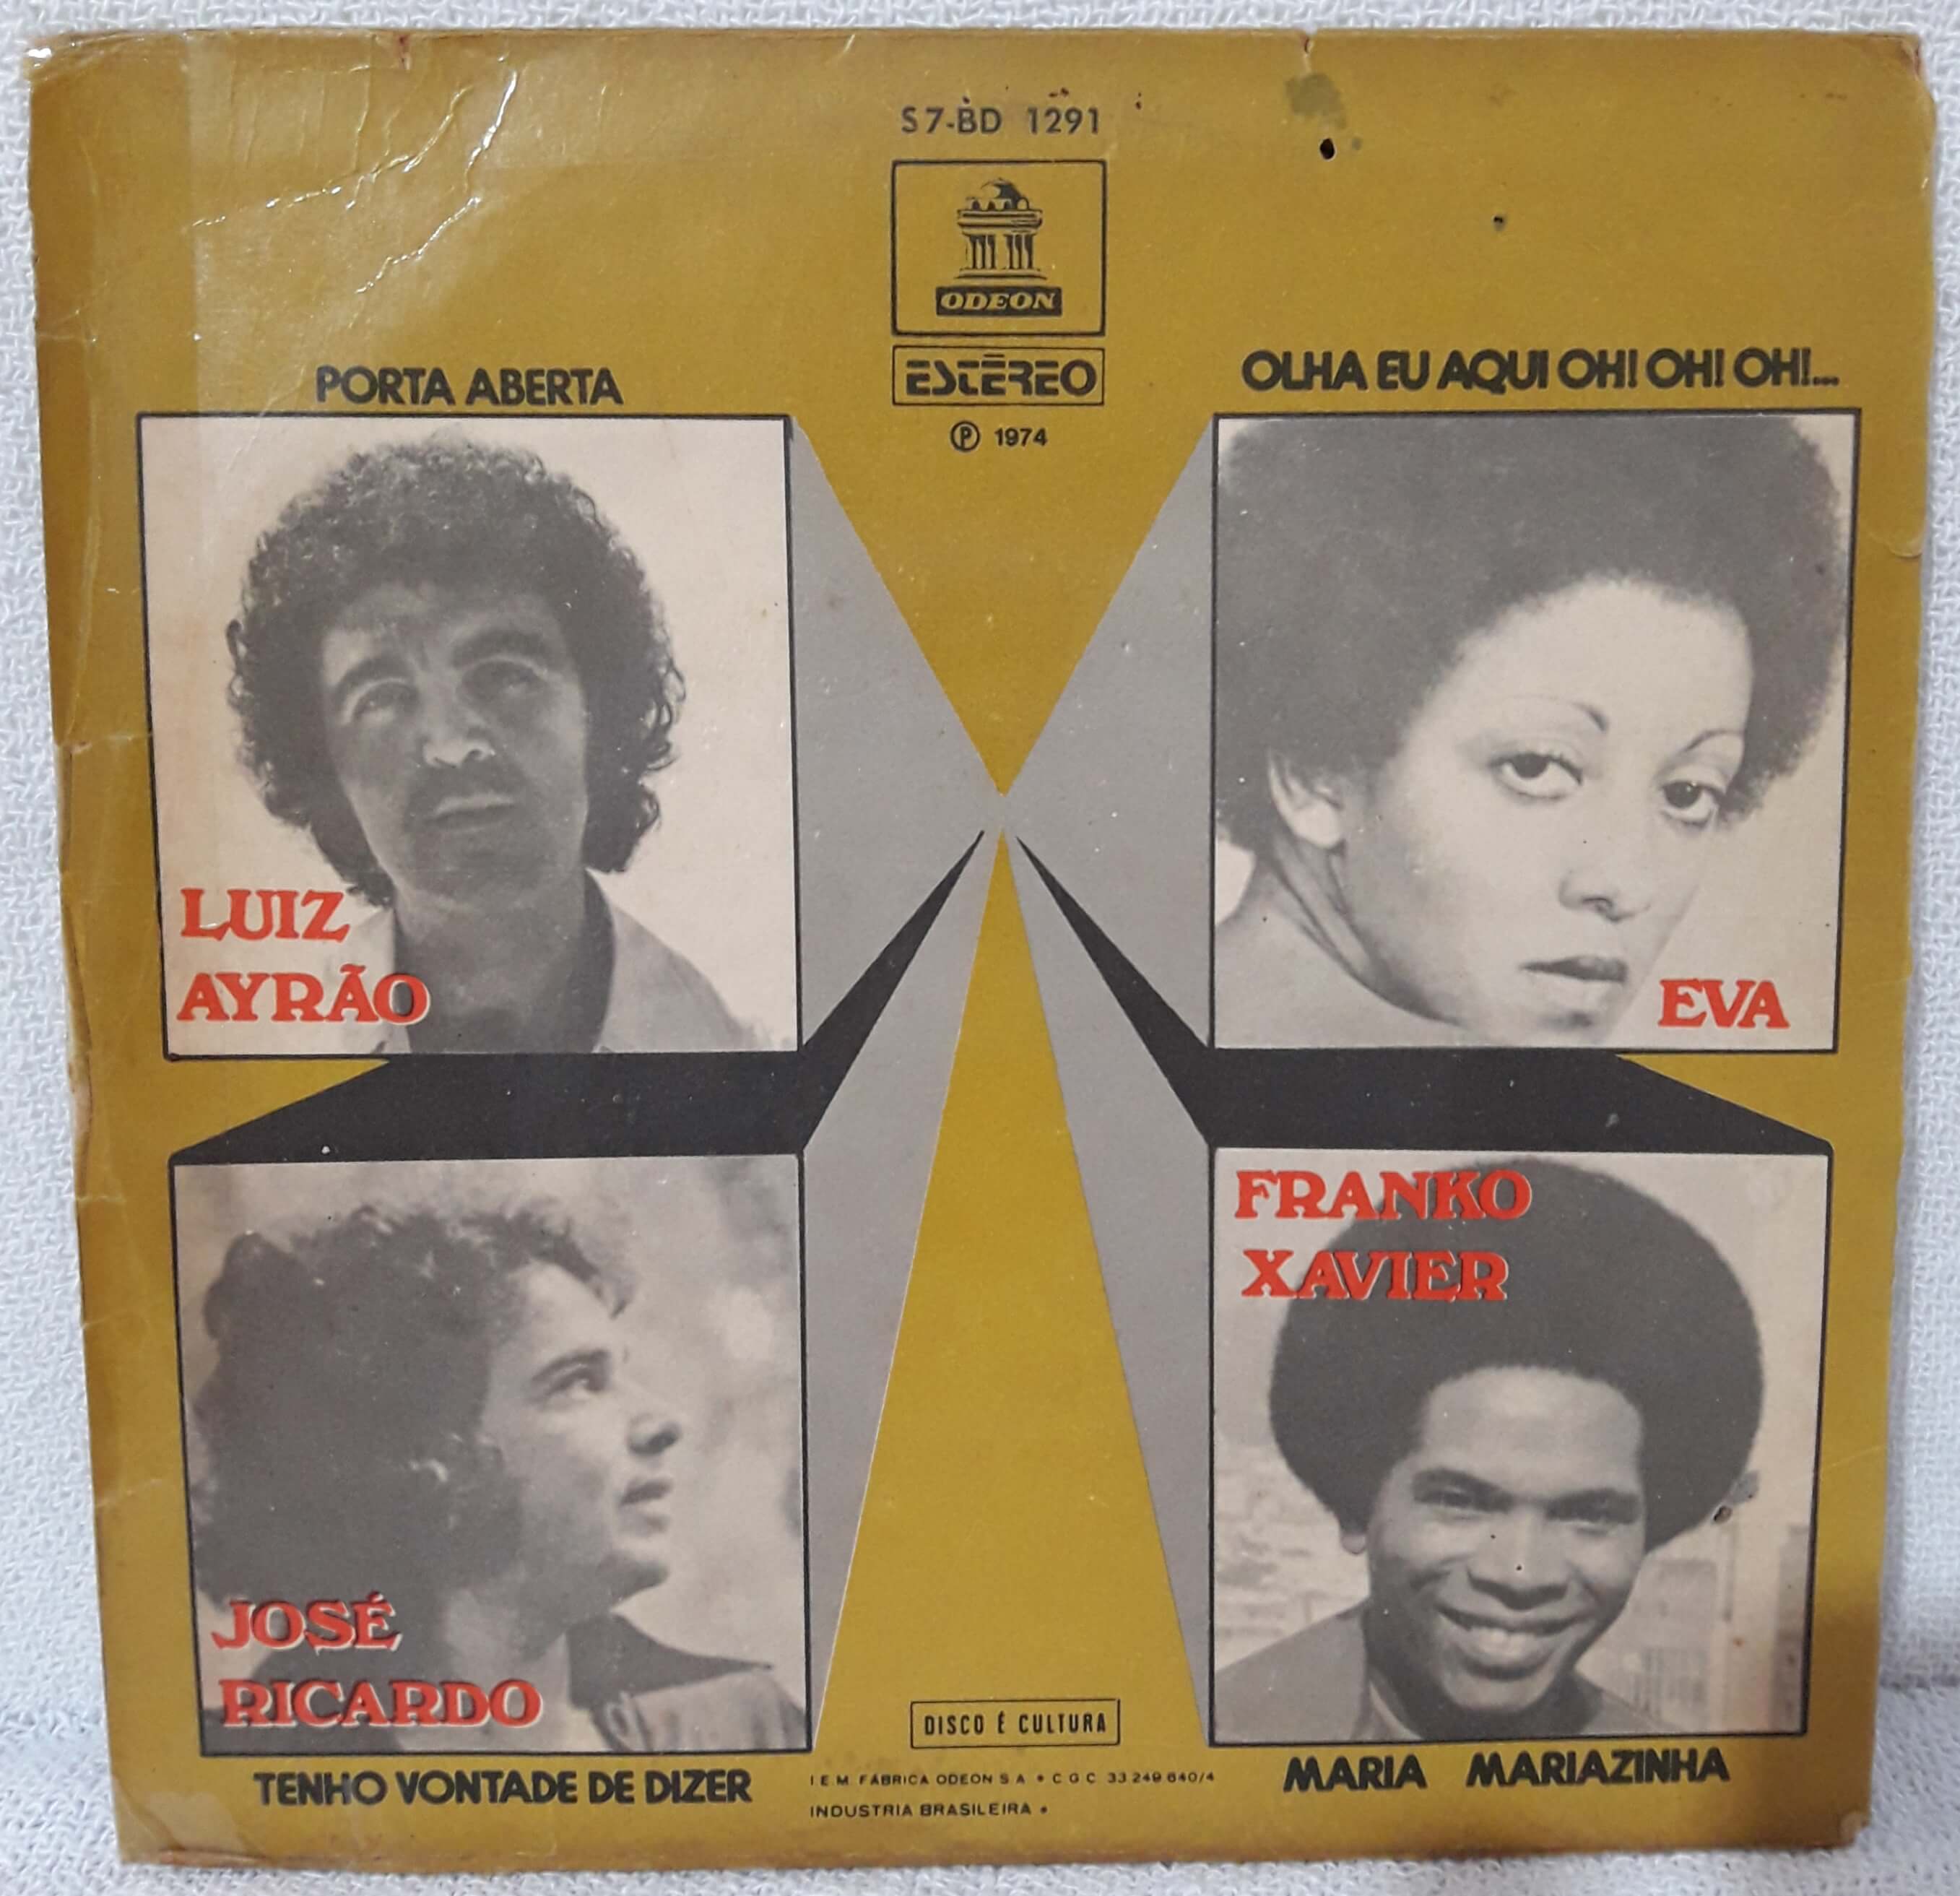 S7-BD 1291
ODEON
ESTÉREO
Ⓟ 1974
PORTA ABERTA
OLHA EU AQUI OH! OH! OH!...
LUIZ
AYRÃO
EVA
JOSÉ
RICARDO
FRANKO
XAVIER
TENHO VONTADE DE DIZER
MARIA MARIAZINHA
DISCO É CULTURA
I E M FÁBRICA ODEON S A • C G C 33 249 640/4
INDUSTRIA BRASILEIRA •